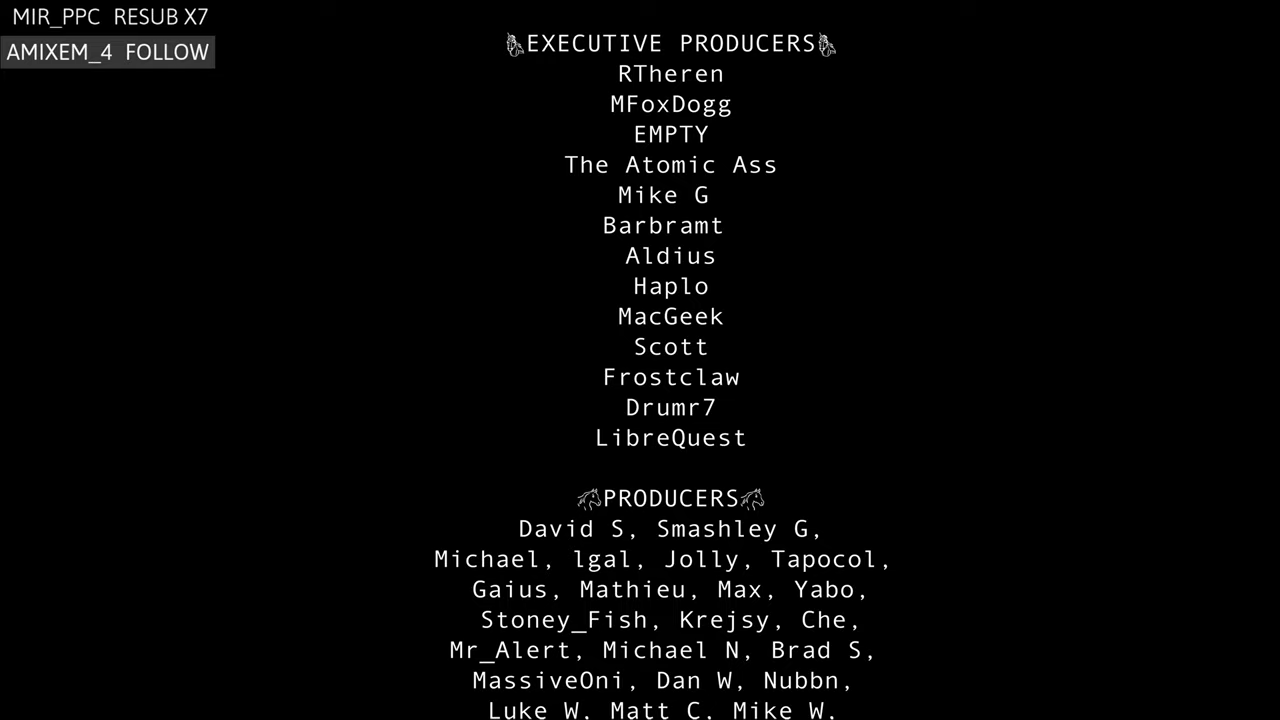 MIR_PPC RESUB X7
AMIXEM_4 FOLLOW
EXECUTIVE PRODUCERS
RTheren
MFoxDogg
EMPTY
The Atomic Ass
Mike G
Barbramt
Aldius
Haplo
MacGeek
Scott
Frostclaw
Drumr7
LibreQuest
PRODUCERS
David S, Smashley G,
Michael, lgal, Jolly, Tapocol,
Gaius, Mathieu, Max, Yabo,
Stoney_Fish, Krejsy, Che,
Mr_Alert, Michael N, Brad S,
MassiveOni, Dan W, Nubbn,
Luke W, Matt C, Mike W,